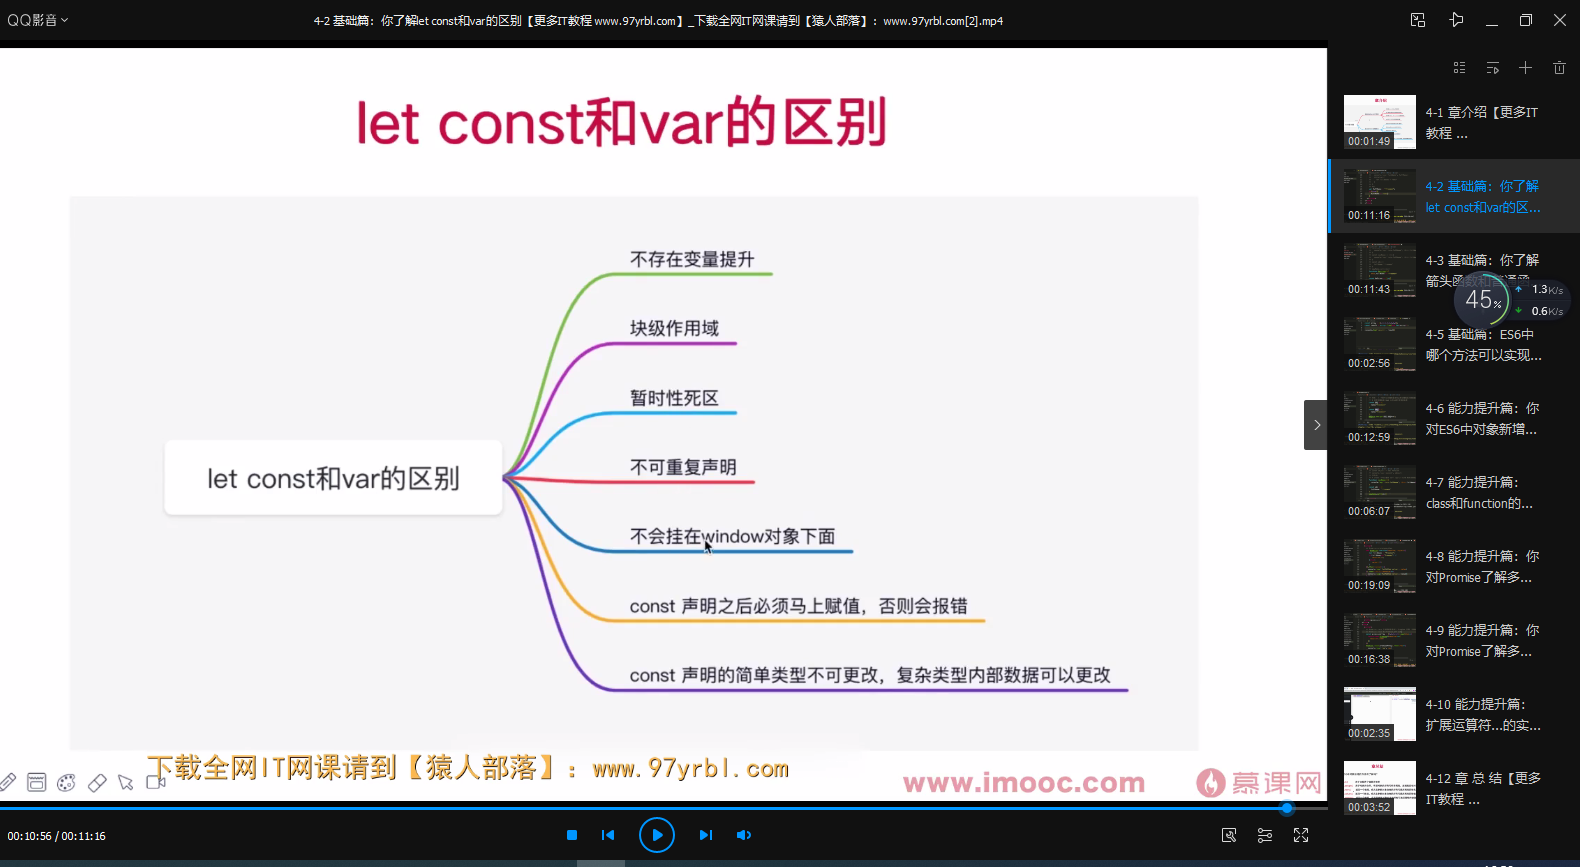 QQ影音
4-2 基础篇：你了解let const和var的区别【更多IT教程 www.97yrbl.com】_下载全网IT网课请到【猿人部落】：www.97yrbl.com[2].mp4
let const和var的区别
不存在变量提升
块级作用域
暂时性死区
不可重复声明
let const和var的区别
不会挂在window对象下面
const 声明之后必须马上赋值，否则会报错
const 声明的简单类型不可更改，复杂类型内部数据可以更改
下载全网IT网课请到【猿人部落】：www.97yrbl.com
www.imooc.com
慕课网
00:10:56 / 00:11:16
4-1 章介绍【更多IT
教程 ...
00:01:49
4-2 基础篇：你了解
let const和var的区...
00:11:16
4-3 基础篇：你了解
箭头函数和普通函
00:11:43
45%
1.3K/s
0.6K/s
4-5 基础篇：ES6中
哪个方法可以实现...
00:02:56
4-6 能力提升篇：你
对ES6中对象新增...
00:12:59
4-7 能力提升篇：
class和function的...
00:06:07
4-8 能力提升篇：你
对Promise了解多...
00:19:09
4-9 能力提升篇：你
对Promise了解多...
00:16:38
4-10 能力提升篇：
扩展运算符...的实...
00:02:35
4-12 章 总 结【更多
IT教程 ...
00:03:52